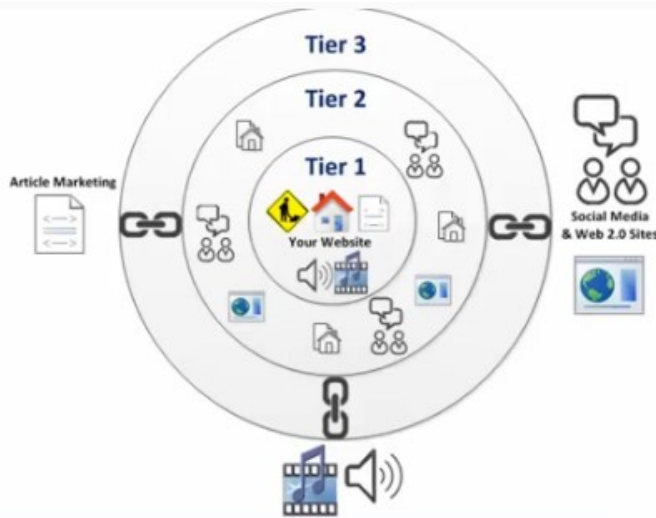 Tier 3
Tier 2
Tier 1
Article Marketing
Your Website
Social Media
& Web 2.0 Sites